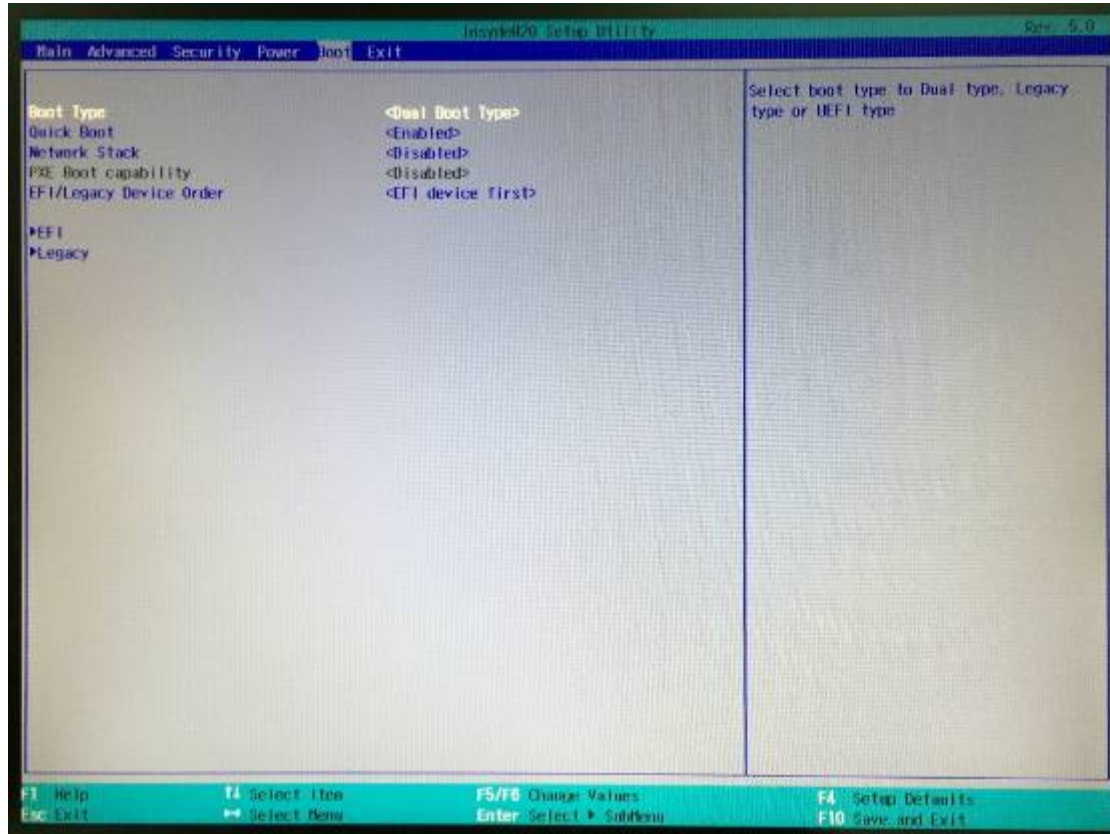 InsydeH20 Setup Utility Rev. 5.0
Main Advanced Security Power Boot Exit
Boot Type <Dual Boot Type>
Quick Boot <Enabled>
Network Stack <Disabled>
PXE Boot capability <Disabled>
EFI/Legacy Device Order <EFI device first>
▶EFI
▶Legacy
Select boot type to Dual type, Legacy
type or UEFI type
F1 Help ↑↓ Select Item F5/F6 Change Values F4 Setup Defaults
Esc Exit ↔ Select Menu Enter Select ▶ SubMenu F10 Save and Exit